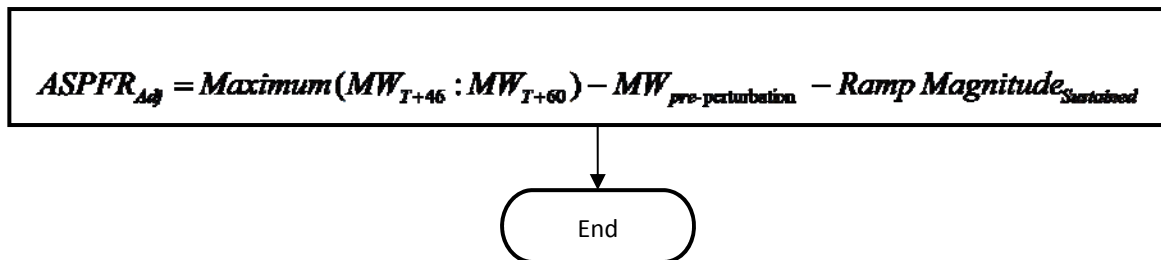 ASPFR_Adj = Maximum(MW_T+46 : MW_T+60) − MW_pre-perturbation − Ramp Magnitude_Sustained
End